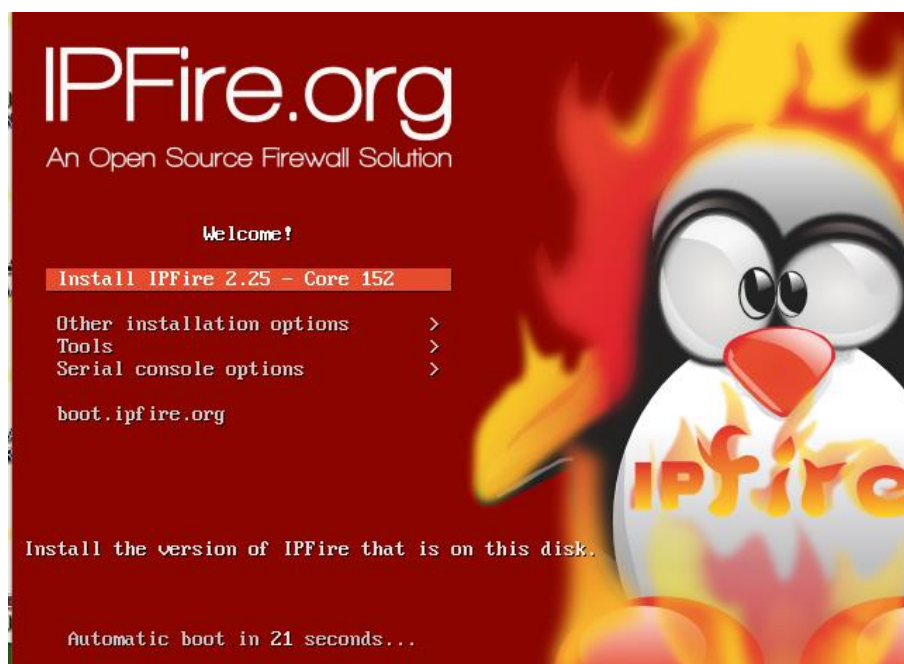 IPFire.org
An Open Source Firewall Solution
Welcome!
Install IPFire 2.25 - Core 152
Other installation options >
Tools >
Serial console options >
boot.ipfire.org
IPfire
Install the version of IPFire that is on this disk.
Automatic boot in 21 seconds...